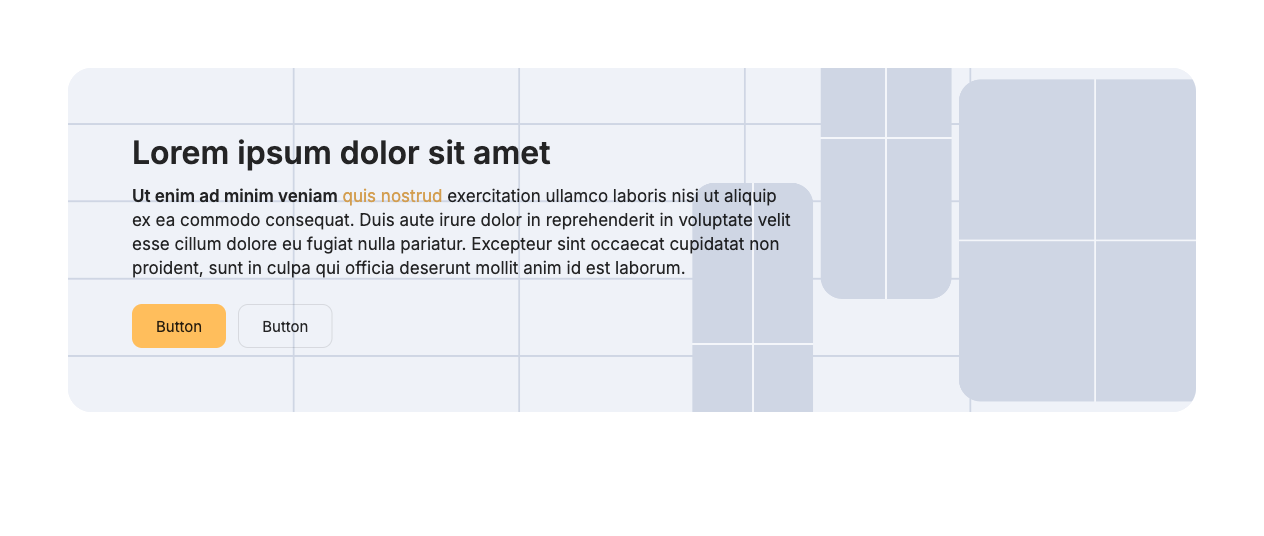 Lorem ipsum dolor sit amet
Ut enim ad minim veniam quis nostrud exercitation ullamco laboris nisi ut aliquip
ex ea commodo consequat. Duis aute irure dolor in reprehenderit in voluptate velit
esse cillum dolore eu fugiat nulla pariatur. Excepteur sint occaecat cupidatat non
proident, sunt in culpa qui officia deserunt mollit anim id est laborum.
Button Button